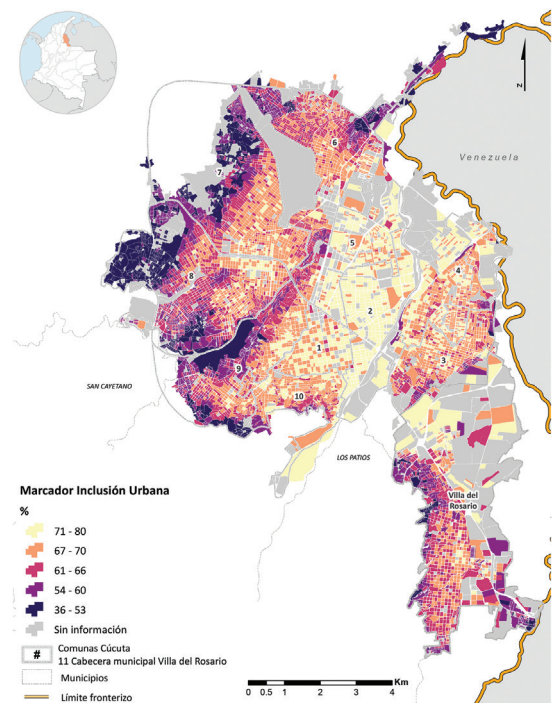 N
Venezuela
6
7
5
4
8
2
1
3
9
SAN CAYETANO
10
LOS PATIOS
Villa del
Rosario
Marcador Inclusión Urbana
%
71 - 80
67 - 70
61 - 66
54 - 60
36 - 53
Sin información
# Comunas Cúcuta
11 Cabecera municipal Villa del Rosario
Municipios
Límite fronterizo
Km
0 0.5 1 2 3 4